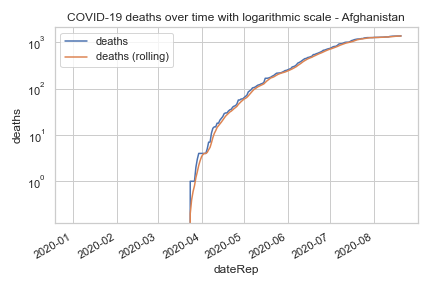 COVID-19 deaths over time with logarithmic scale - Afghanistan
deaths
deaths (rolling)
10³
10²
10¹
10⁰
deaths
2020-01
2020-02
2020-03
2020-04
2020-05
2020-06
2020-07
2020-08
dateRep